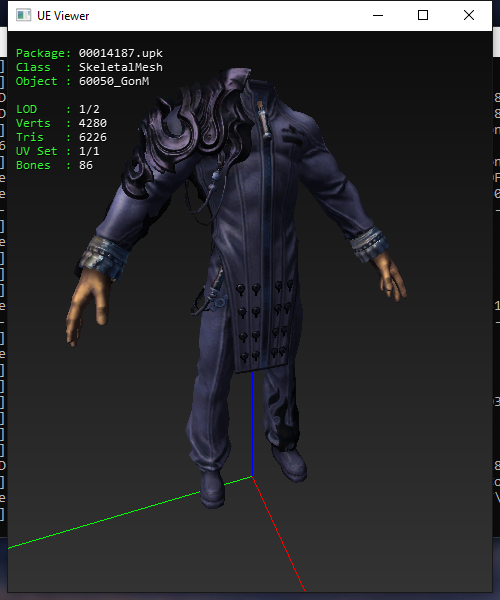 UE Viewer
Package: 00014187.upk
Class  : SkeletalMesh
Object : 60050_GonM
LOD    : 1/2
Verts  : 4280
Tris   : 6226
UV Set : 1/1
Bones  : 86